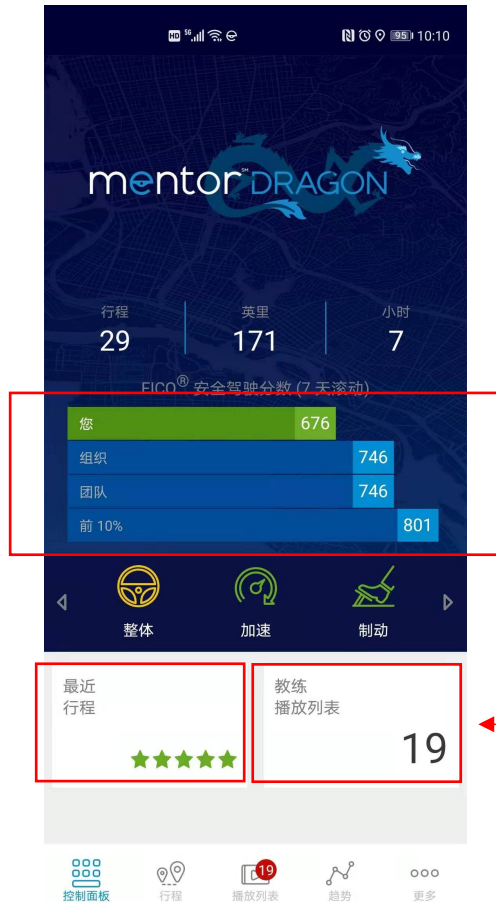 HD 5G 95 10:10
mentor℠ DRAGON
行程 英里 小时
29 171 7
FICO® 安全驾驶分数 (7 天滚动)
您 676
组织 746
团队 746
前 10% 801
整体 加速 制动
最近
行程
教练
播放列表
19
19
控制面板 行程 播放列表 趋势 更多